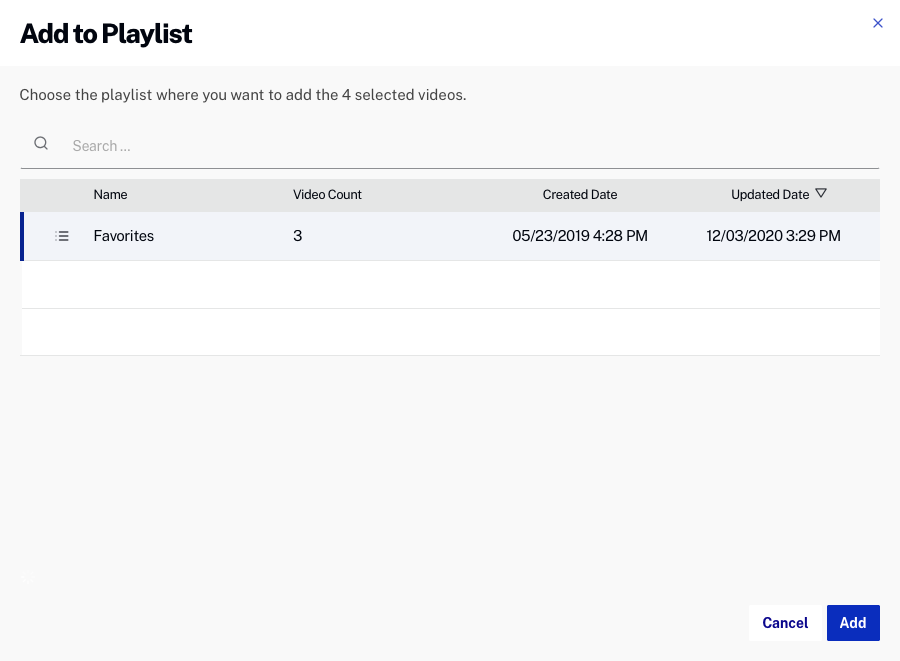 Add to Playlist
Choose the playlist where you want to add the 4 selected videos.
Search ...
Name Video Count Created Date Updated Date
Favorites 3 05/23/2019 4:28 PM 12/03/2020 3:29 PM
Cancel Add